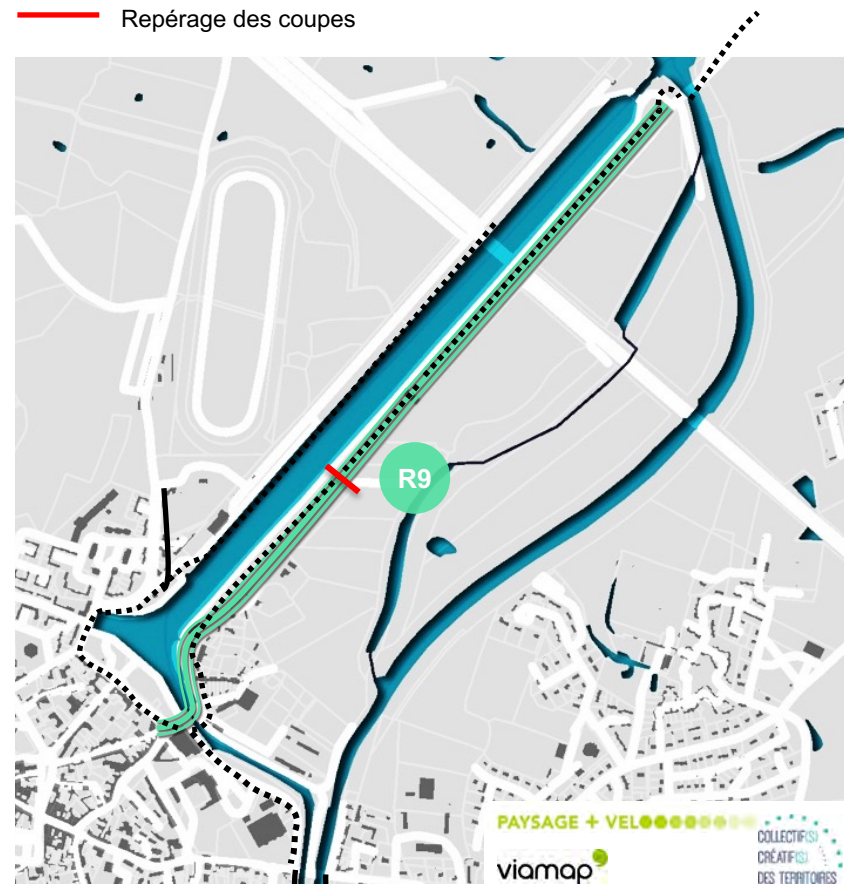 Repérage des coupes
R9
PAYSAGE + VEL
viamap
COLLECTIF(S)
CRÉATIF(S)
DES TERRITOIRES